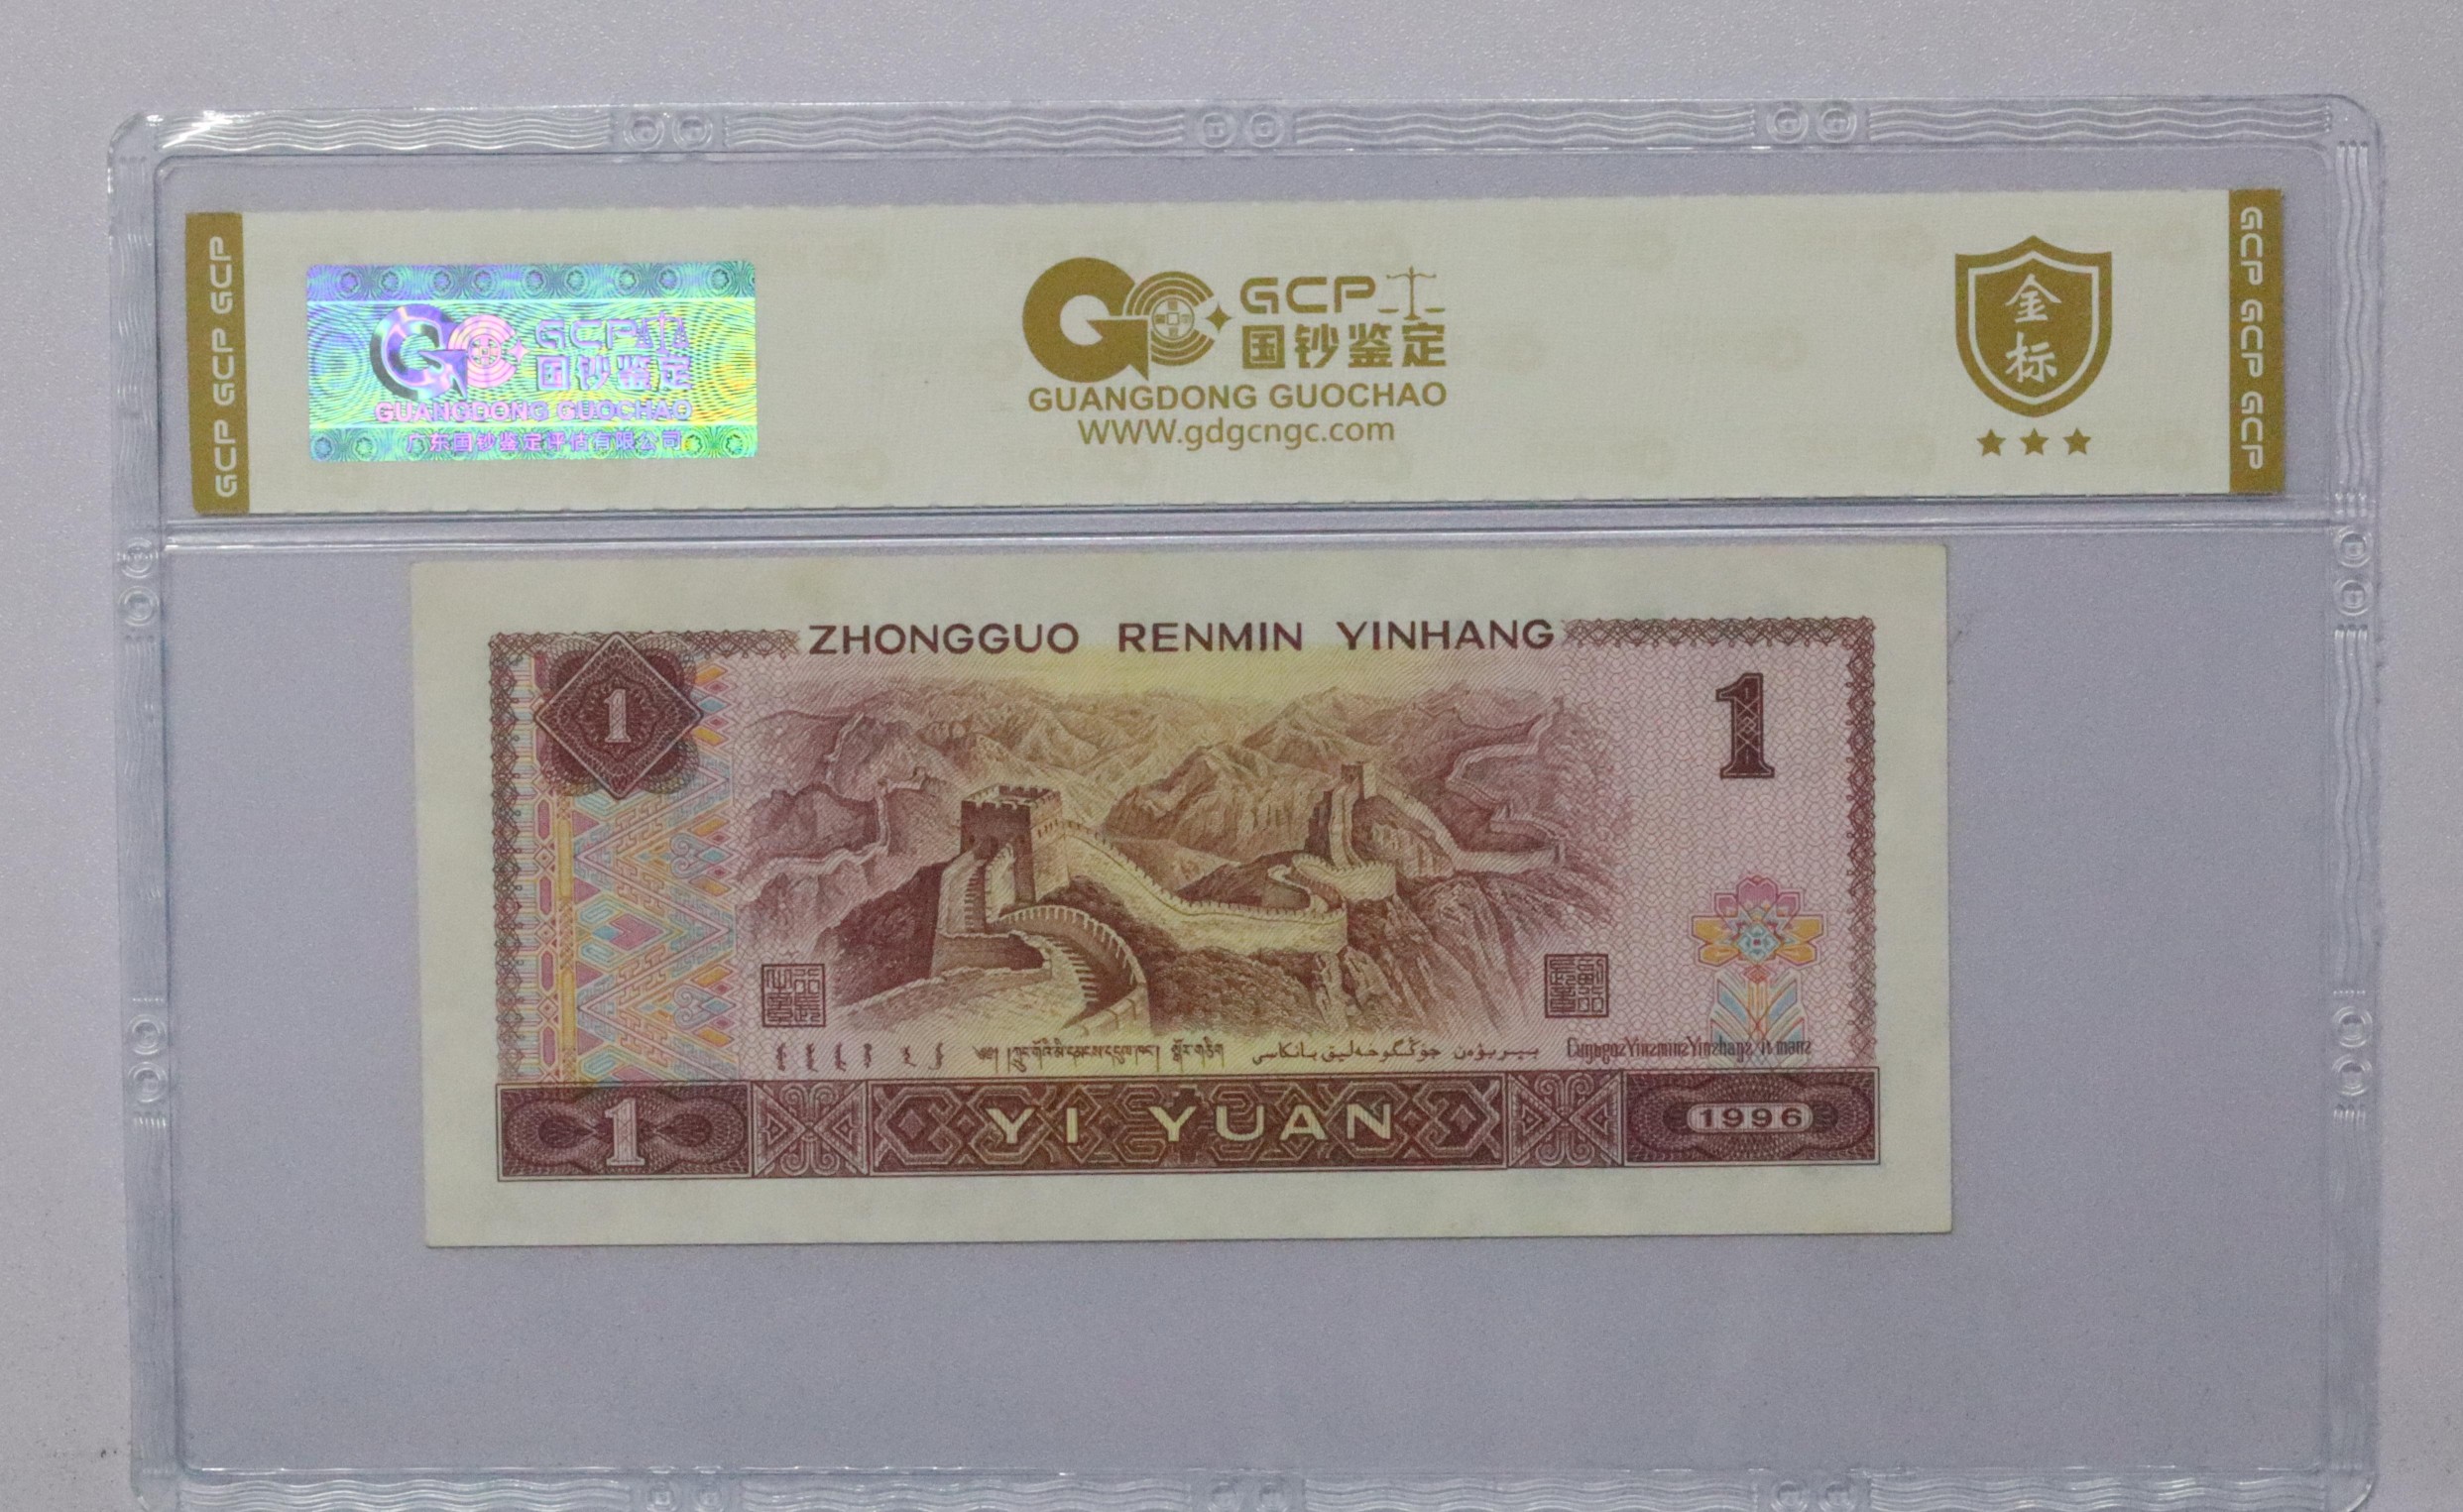 GCP GCP GCP
GCP
国钞鉴定
GUANGDONG GUOCHAO
广东国钞鉴定评估有限公司
GCP
国钞鉴定
GUANGDONG GUOCHAO
WWW.gdgcngc.com
金标
GCP GCP GCP
ZHONGGUO RENMIN YINHANG
1
1
1
YI YUAN
1996